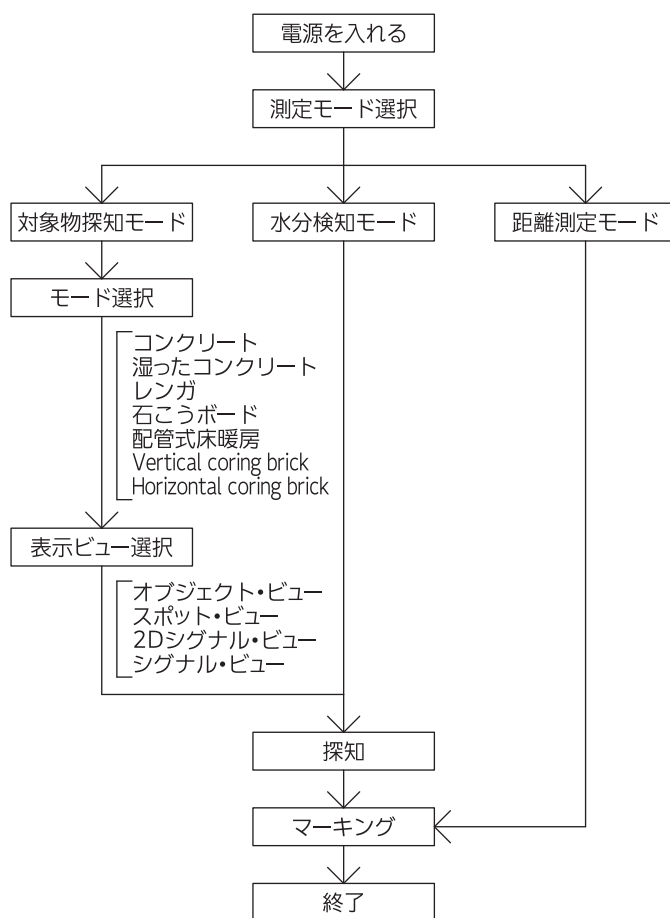 電源を入れる
測定モード選択
対象物探知モード
水分検知モード
距離測定モード
モード選択
コンクリート
湿ったコンクリート
レンガ
石こうボード
配管式床暖房
Vertical coring brick
Horizontal coring brick
表示ビュー選択
オブジェクト・ビュー
スポット・ビュー
2Dシグナル・ビュー
シグナル・ビュー
探知
マーキング
終了